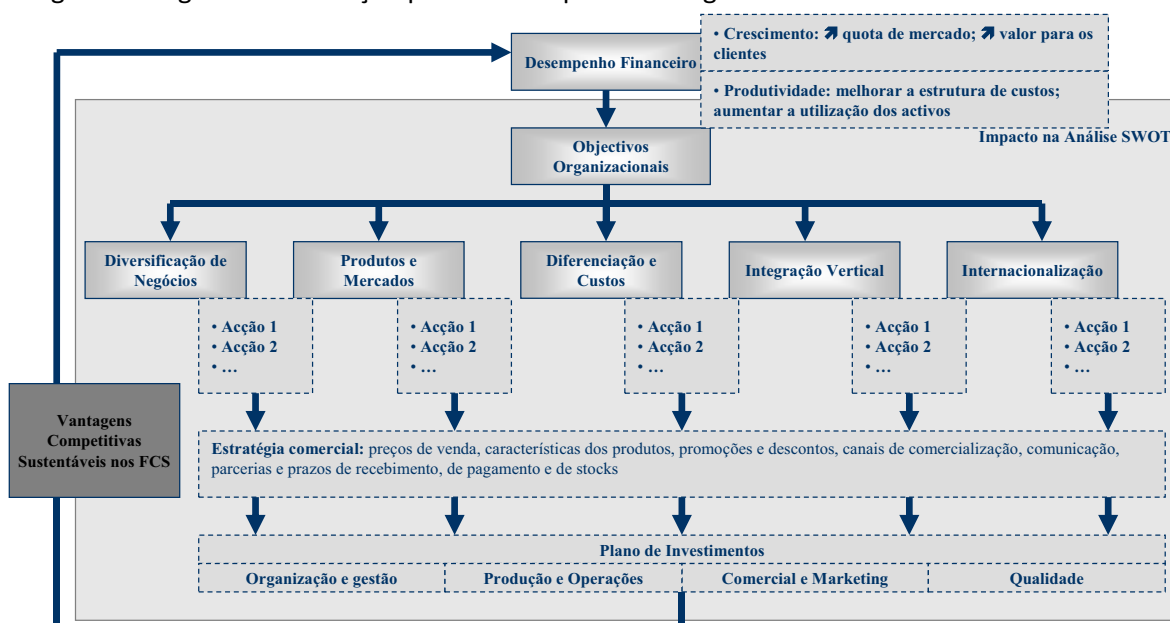 • Crescimento: ↗ quota de mercado; ↗ valor para os
clientes
Desempenho Financeiro
• Produtividade: melhorar a estrutura de custos;
aumentar a utilização dos activos
Impacto na Análise SWOT
Objectivos
Organizacionais
Diversificação de
Negócios
Produtos e
Mercados
Diferenciação e
Custos
Integração Vertical
Internacionalização
• Acção 1
• Acção 2
• …
• Acção 1
• Acção 2
• …
• Acção 1
• Acção 2
• …
• Acção 1
• Acção 2
• …
• Acção 1
• Acção 2
• …
Vantagens
Competitivas
Sustentáveis nos FCS
Estratégia comercial: preços de venda, características dos produtos, promoções e descontos, canais de comercialização, comunicação,
parcerias e prazos de recebimento, de pagamento e de stocks
Plano de Investimentos
Organização e gestão
Produção e Operações
Comercial e Marketing
Qualidade